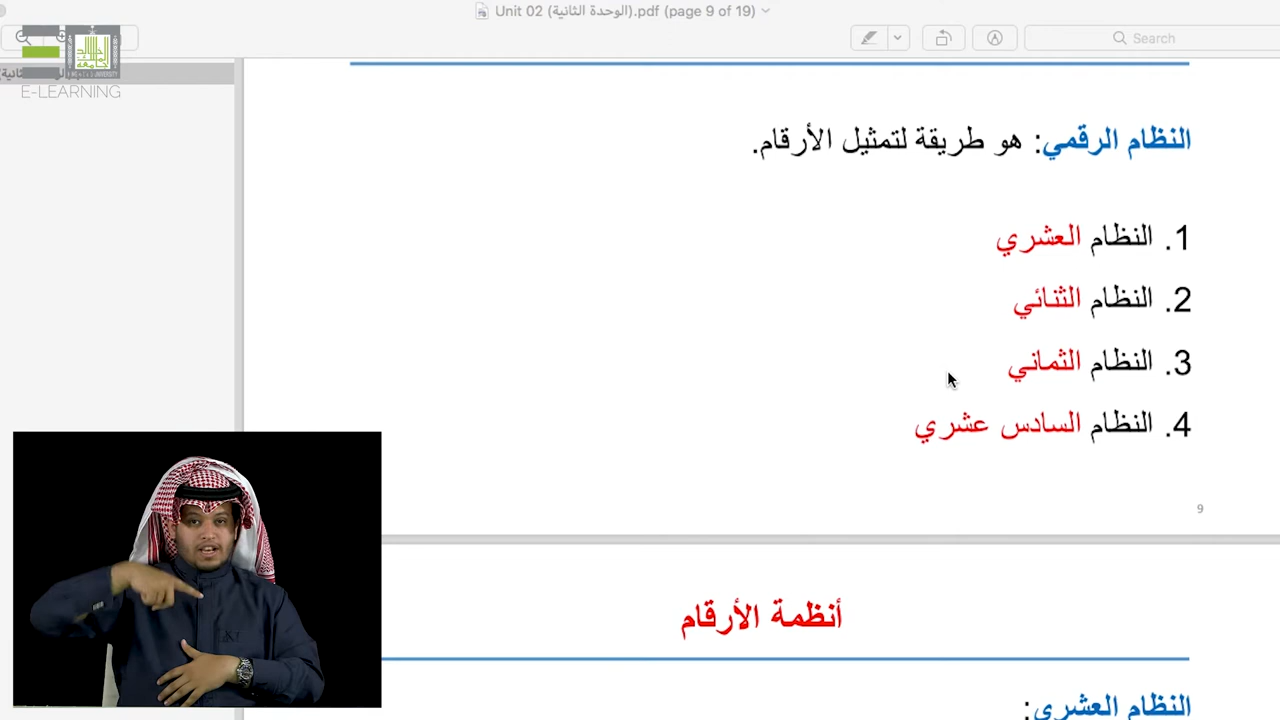 Unit 02 (الوحدة الثانية).pdf (page 9 of 19)
Search
E-LEARNING
النظام الرقمي: هو طريقة لتمثيل الأرقام.
1. النظام العشري
2. النظام الثنائي
3. النظام الثماني
4. النظام السادس عشري
9
أنظمة الأرقام
النظام العشري: